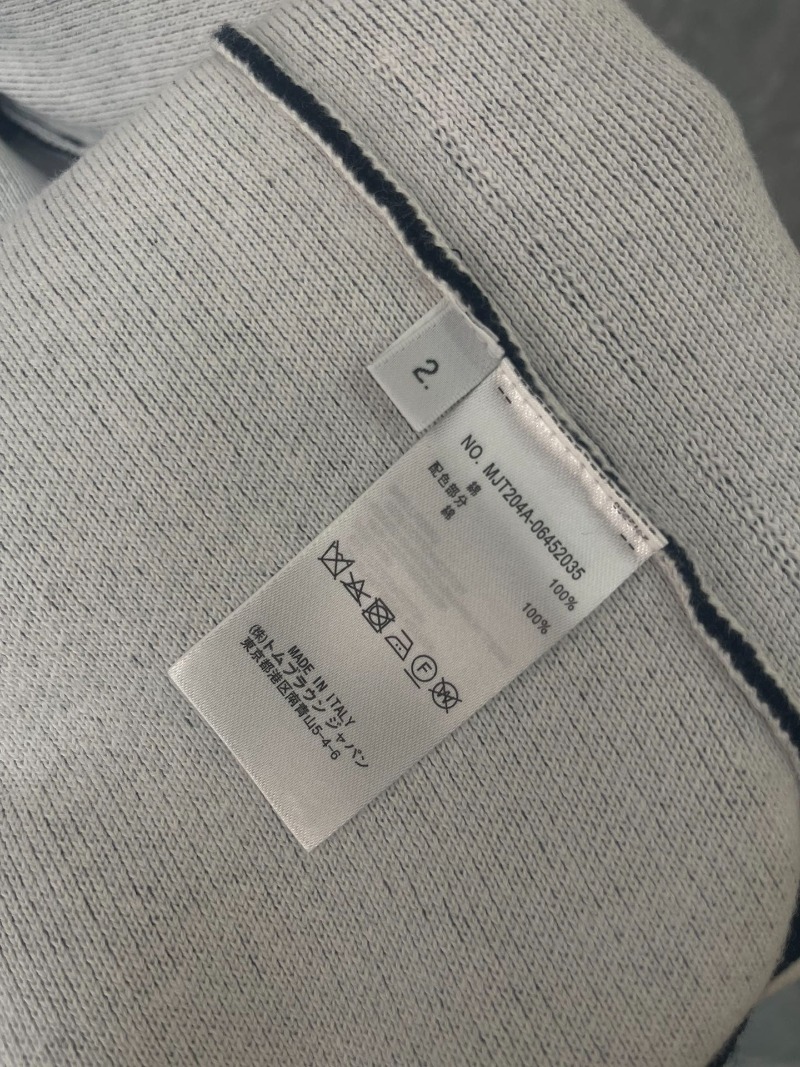 2.
NO. MJT204A-06452035
綿 100%
配色部分
綿 100%
F
W
MADE IN ITALY
(株)トムブラウン ジャパン
東京都港区南青山5-4-6